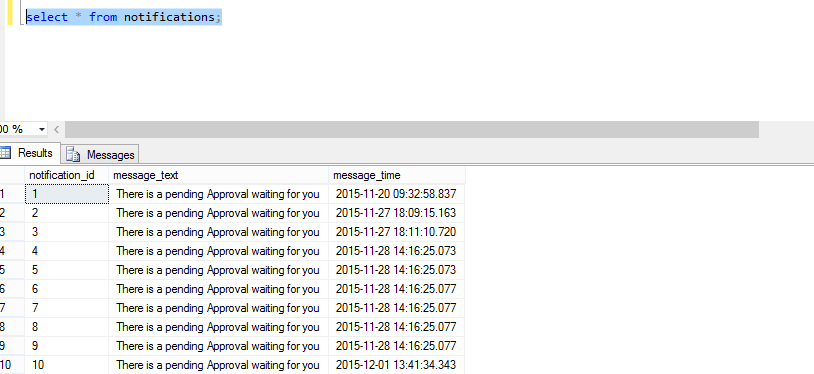 select * from notifications;
00 %
Results Messages
notification_id message_text message_time
1 1 There is a pending Approval waiting for you 2015-11-20 09:32:58.837
2 2 There is a pending Approval waiting for you 2015-11-27 18:09:15.163
3 3 There is a pending Approval waiting for you 2015-11-27 18:11:10.720
4 4 There is a pending Approval waiting for you 2015-11-28 14:16:25.073
5 5 There is a pending Approval waiting for you 2015-11-28 14:16:25.073
6 6 There is a pending Approval waiting for you 2015-11-28 14:16:25.077
7 7 There is a pending Approval waiting for you 2015-11-28 14:16:25.077
8 8 There is a pending Approval waiting for you 2015-11-28 14:16:25.077
9 9 There is a pending Approval waiting for you 2015-11-28 14:16:25.077
10 10 There is a pending Approval waiting for you 2015-12-01 13:41:34.343